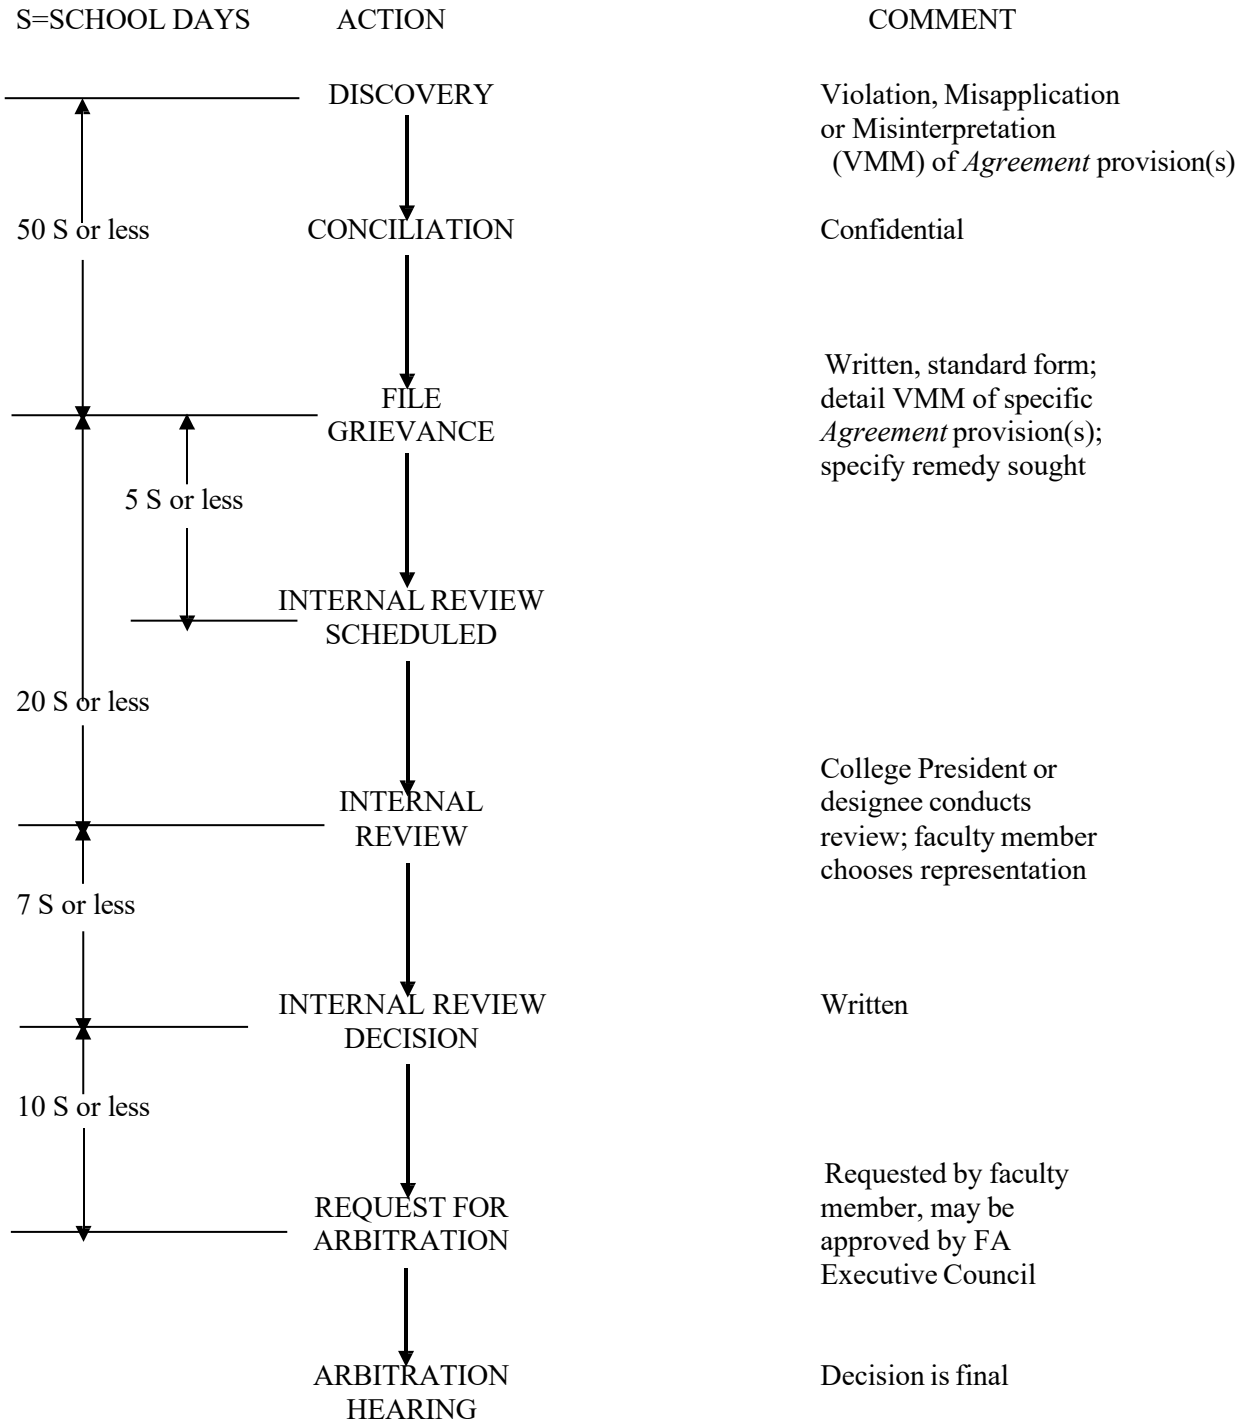 S=SCHOOL DAYS ACTION COMMENT
DISCOVERY Violation, Misapplication
or Misinterpretation
(VMM) of Agreement provision(s)
50 S or less CONCILIATION Confidential
Written, standard form;
FILE detail VMM of specific
GRIEVANCE Agreement provision(s);
specify remedy sought
5 S or less
INTERNAL REVIEW
SCHEDULED
20 S or less
College President or
INTERNAL designee conducts
REVIEW review; faculty member
chooses representation
7 S or less
INTERNAL REVIEW Written
DECISION
10 S or less
Requested by faculty
REQUEST FOR member, may be
ARBITRATION approved by FA
Executive Council
ARBITRATION Decision is final
HEARING